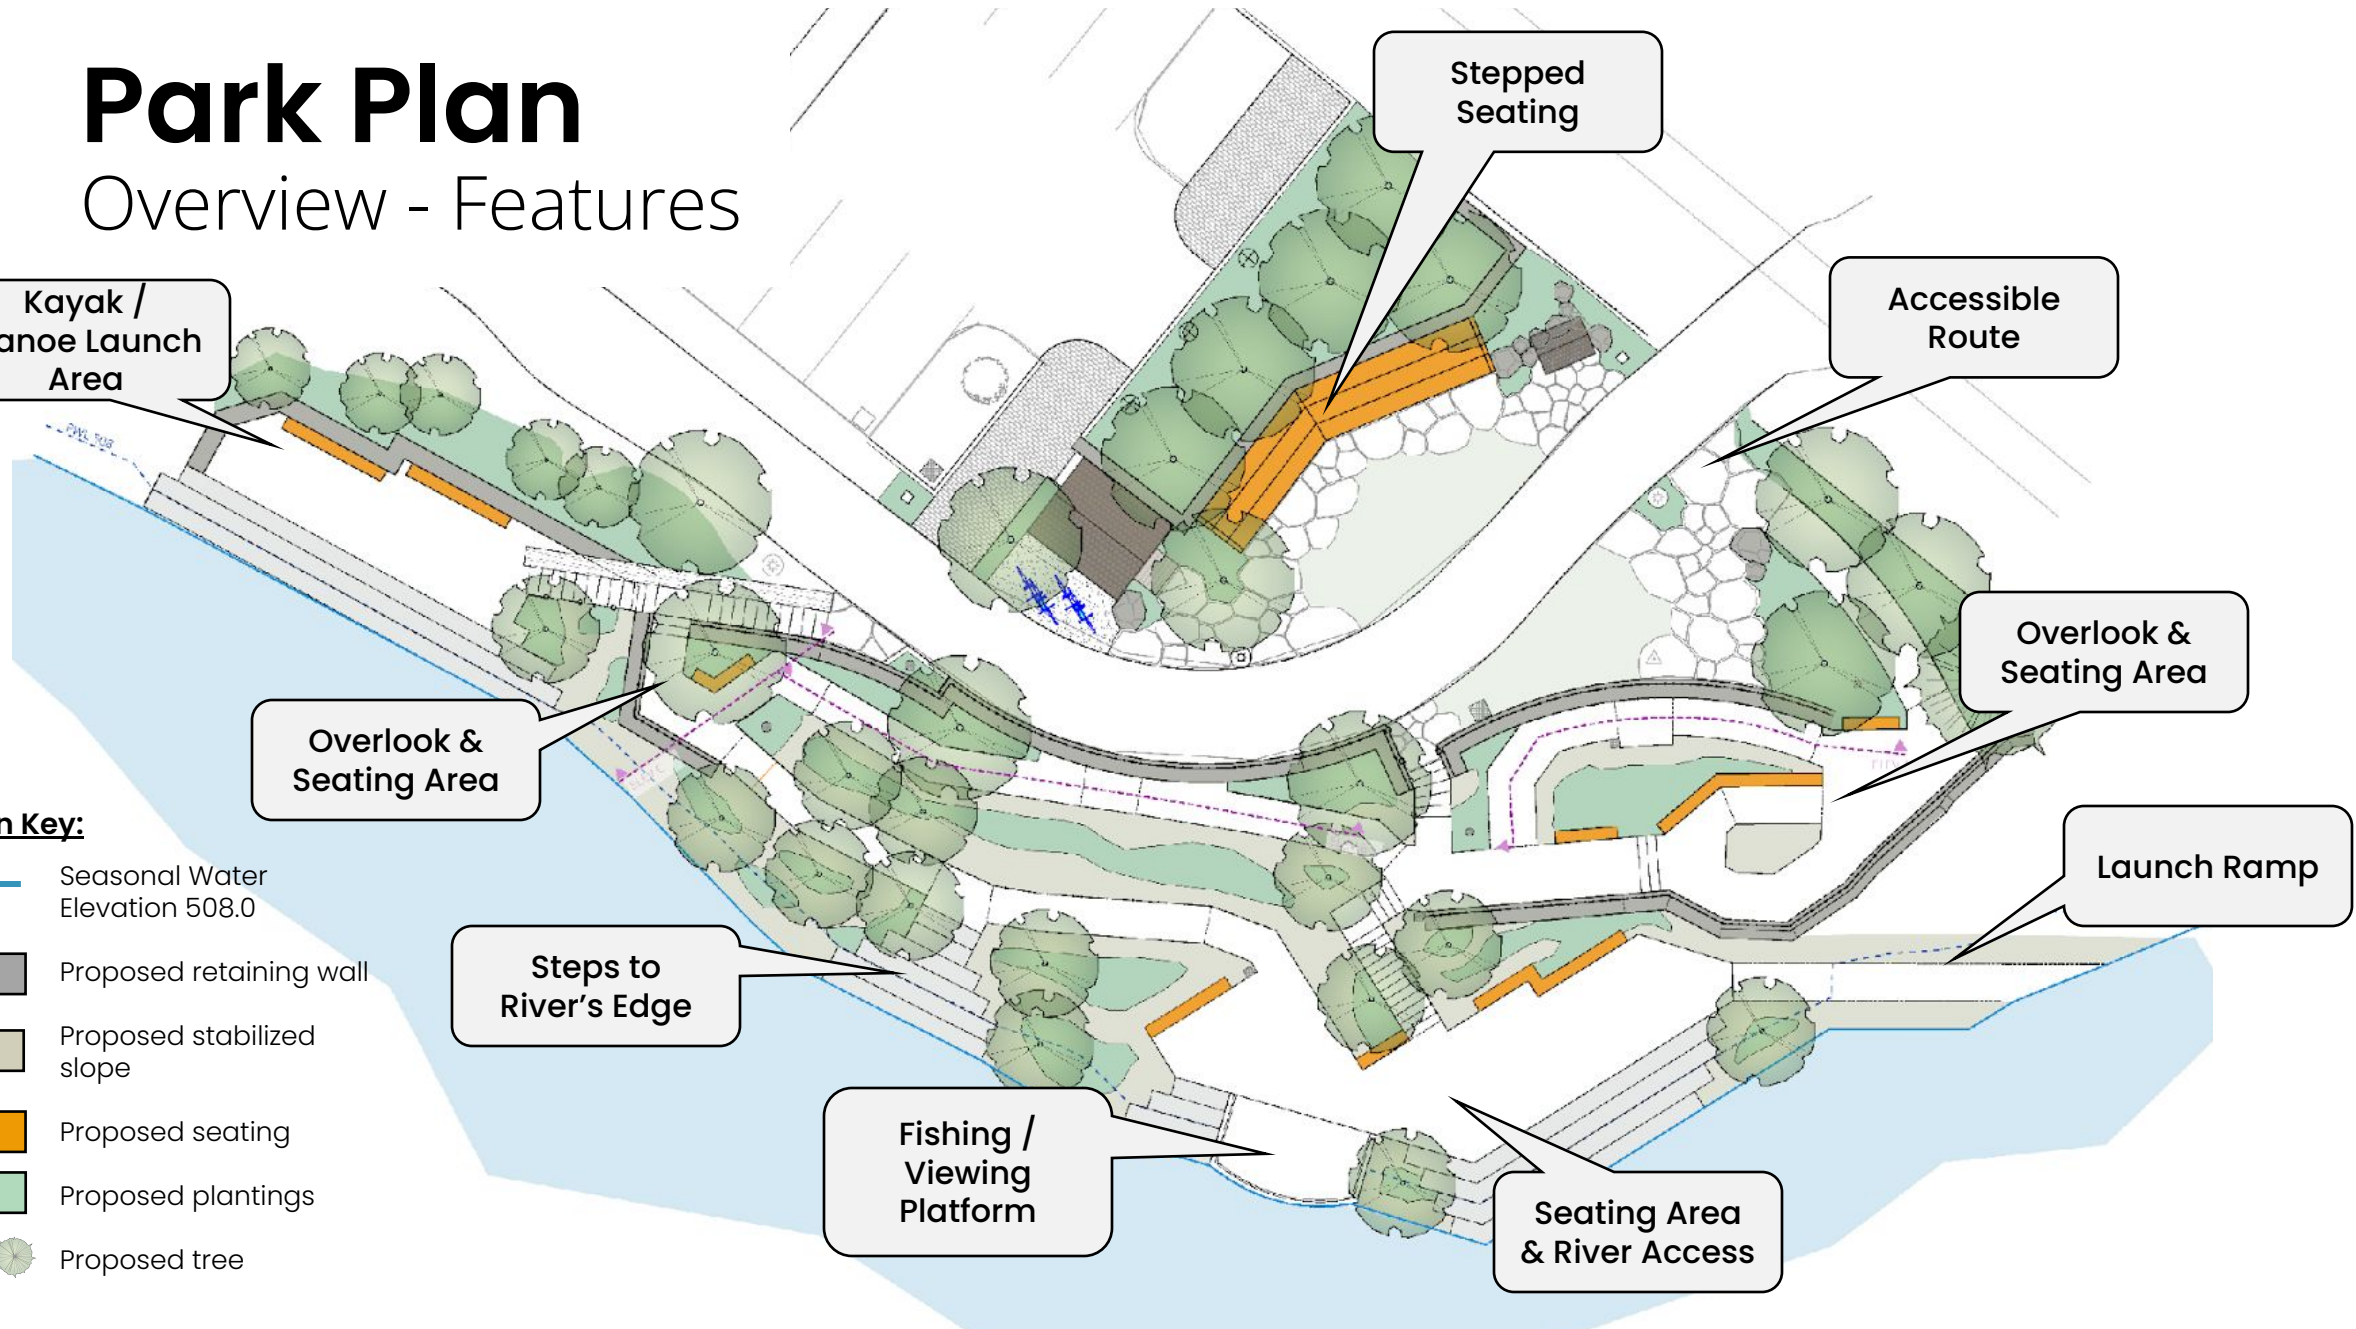 Park Plan
Overview - Features
Stepped
Seating
Kayak /
anoe Launch
Area
Accessible
Route
PWL 508
Overlook &
Seating Area
Overlook &
Seating Area
n Key:
Seasonal Water
Elevation 508.0
Launch Ramp
Steps to
River's Edge
Proposed retaining wall
Proposed stabilized
slope
Proposed seating
Fishing /
Viewing
Platform
Proposed plantings
Seating Area
& River Access
Proposed tree